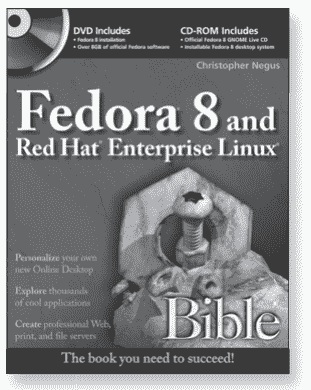 DVD Includes
• Fedora 8 installation
• Over 8GB of official Fedora software
CD-ROM Includes
• Official Fedora 8 GNOME Live CD
• Installable Fedora 8 desktop system
Christopher Negus
Fedora 8 and
Red Hat® Enterprise Linux®
Personalize your own
new Online Desktop
Explore thousands
of cool applications
Create professional Web,
print, and file servers
Bible
The book you need to succeed!